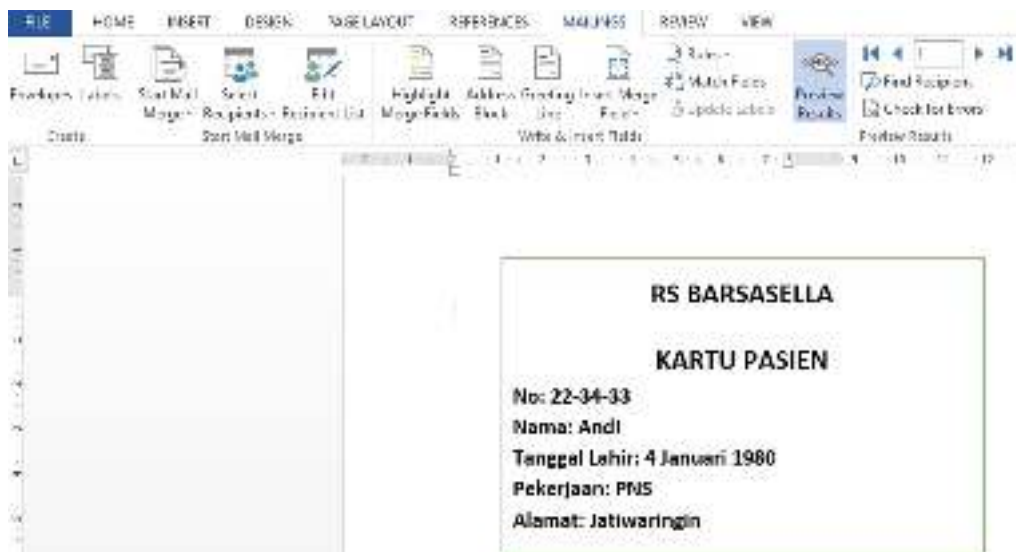 FILE HOME INSERT DESIGN PAGE LAYOUT REFERENCES MAILINGS REVIEW VIEW
Envelopes Labels Start Mail Merge Select Recipients Edit Recipient List Highlight Merge Fields Address Block Greeting Line Insert Merge Field Rules Match Fields Update Labels Preview Results 1 Find Recipient Check for Errors
Create Start Mail Merge Write & Insert Fields Preview Results
RS BARSASELLA
KARTU PASIEN
No: 22-34-33
Nama: Andi
Tanggal Lahir: 4 Januari 1980
Pekerjaan: PNS
Alamat: Jatiwaringin